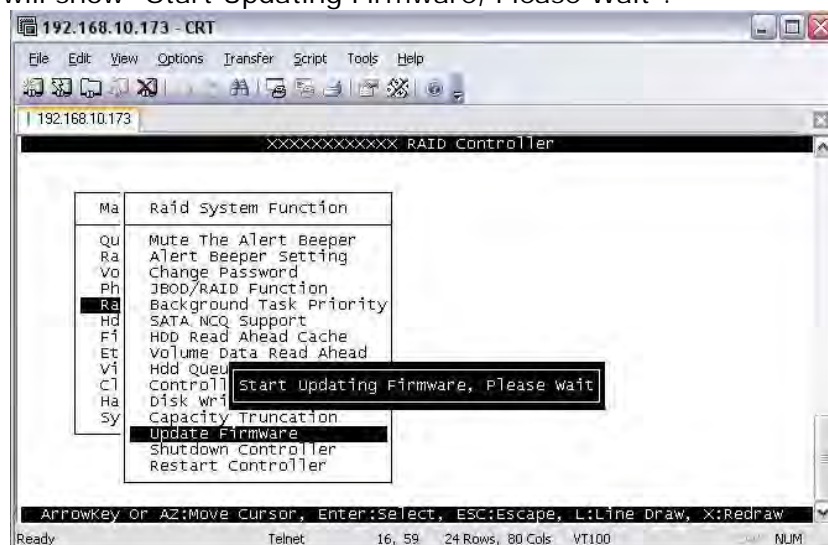 will show "Start Updating Firmware, Please Wait".
192.168.10.173 - CRT
File Edit View Options Transfer Script Tools Help
192.168.10.173
XXXXXXXXXXXX RAID Controller
Ma
Raid System Function
Qu
Mute The Alert Beeper
Ra
Alert Beeper Setting
Vo
Change Password
Ph
JBOD/RAID Function
Ra
Background Task Priority
Hd
SATA NCQ Support
Fi
HDD Read Ahead Cache
Et
Volume Data Read Ahead
Vi
Hdd Queu
Cl
Controll
Start Updating Firmware, Please Wait
Ha
Disk Wri
Sy
Capacity Truncation
Update Firmware
Shutdown Controller
Restart Controller
ArrowKey Or AZ:Move Cursor, Enter:Select, ESC:Escape, L:Line Draw, X:Redraw
Ready Telnet 16, 59 24 Rows, 80 Cols VT100 NUM